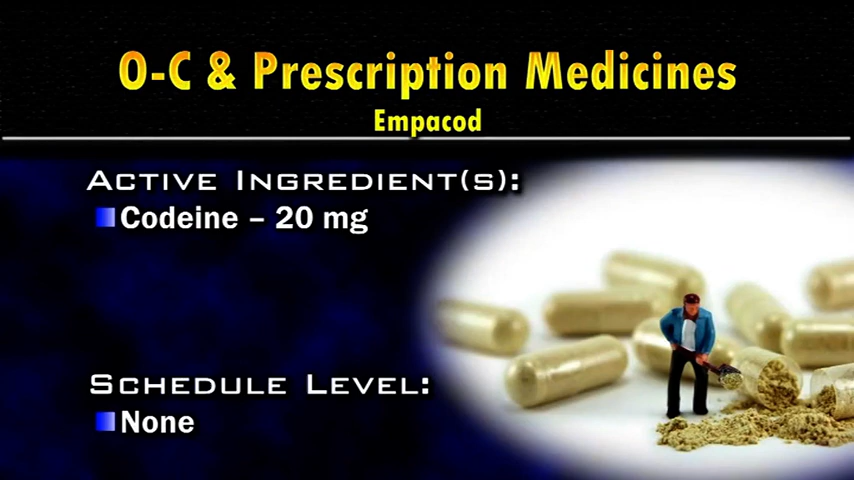 O-C & Prescription Medicines
Empacod
Active Ingredient(s):
Codeine – 20 mg
Schedule Level:
None